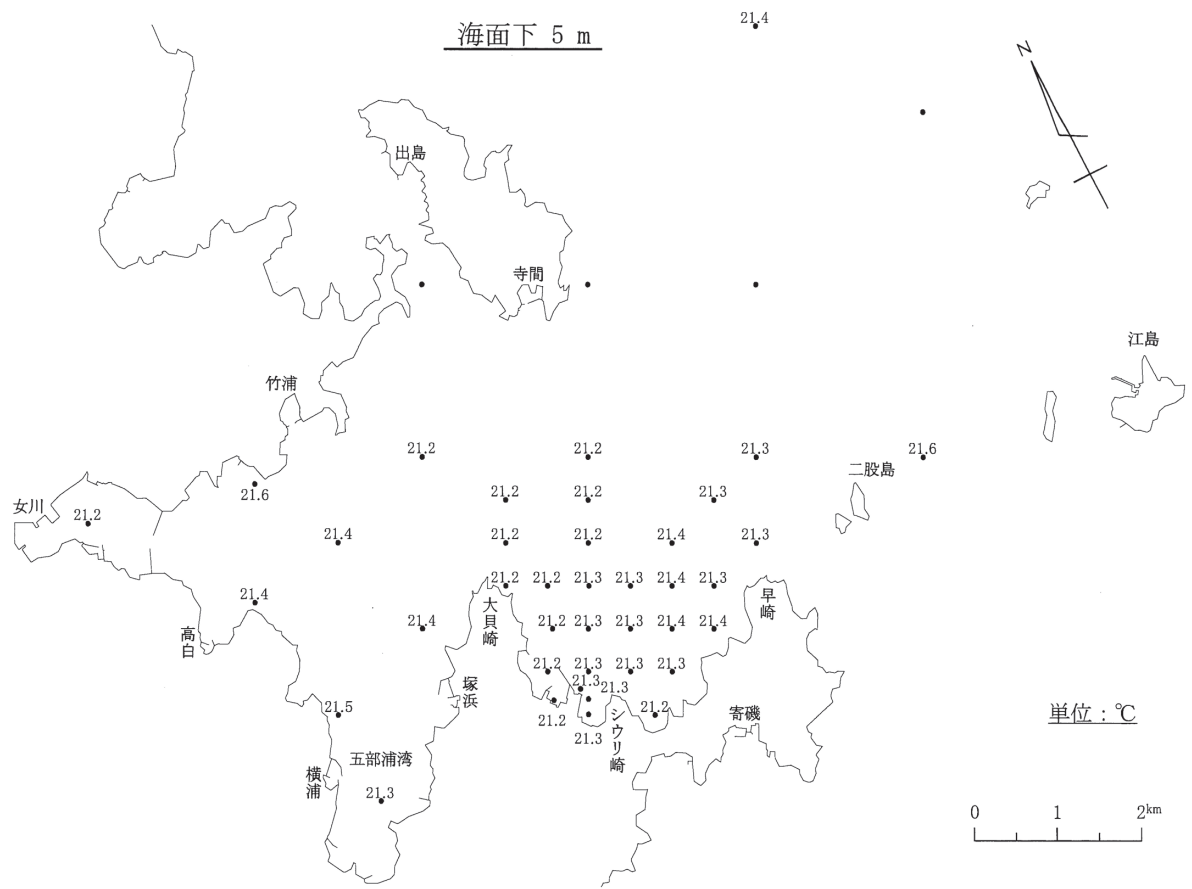 海面下 5 m
21.4
N
出島
寺間
江島
竹浦
21.2 21.2 21.3 21.6
二股島
21.6
21.2 21.2 21.3
女川
21.2
21.4 21.2 21.2 21.4 21.3
21.2 21.2 21.3 21.3 21.4 21.3
21.4
大貝崎
早崎
21.4 21.2 21.3 21.3 21.4 21.4
高白
21.2 21.3 21.3 21.3
塚浜
21.3 21.3
21.5
21.2
21.2
シウリ崎
寄磯
単位：℃
21.3
五部浦湾
横浦
21.3
0 1 2km